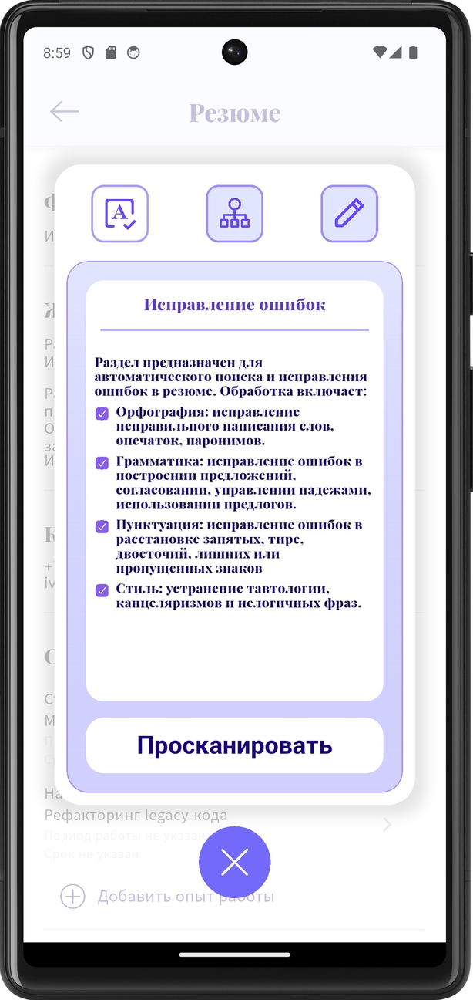 8:59
Резюме
A
Исправление ошибок
Раздел предназначен для
автоматического поиска и исправления
ошибок в резюме. Обработка включает:
Орфография: исправление
неправильного написания слов,
опечаток, паронимов.
Грамматика: исправление ошибок в
построении предложений,
согласовании, управлении падежами,
использовании предлогов.
Пунктуация: исправление ошибок в
расстановке запятых, тире,
двоеточий, лишних или
пропущенных знаков
Стиль: устранение тавтологии,
канцеляризмов и нелогичных фраз.
Просканировать
Рефакторинг legacy-кода
Период работы не указан
Срок не указан
Добавить опыт работы